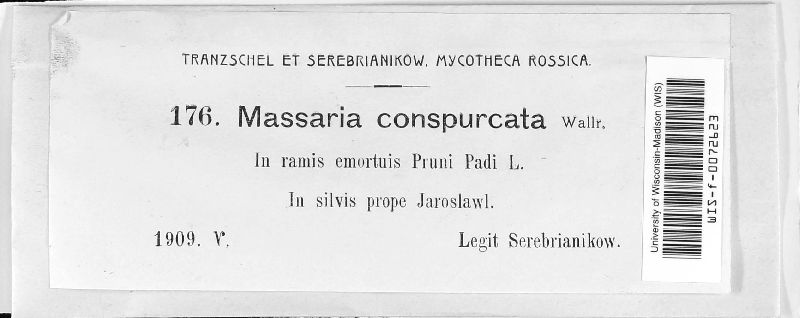 TRANZSCHEL ET SEREBRIANIKOW, MYCOTHECA ROSSICA.
176. Massaria conspurcata Wallr.
In ramis emortuis Pruni Padi L.
In silvis prope Jaroslawl.
1909. V.
Legit Serebrianikow.
University of Wisconsin-Madison (WIS)
WIS-f-0075923